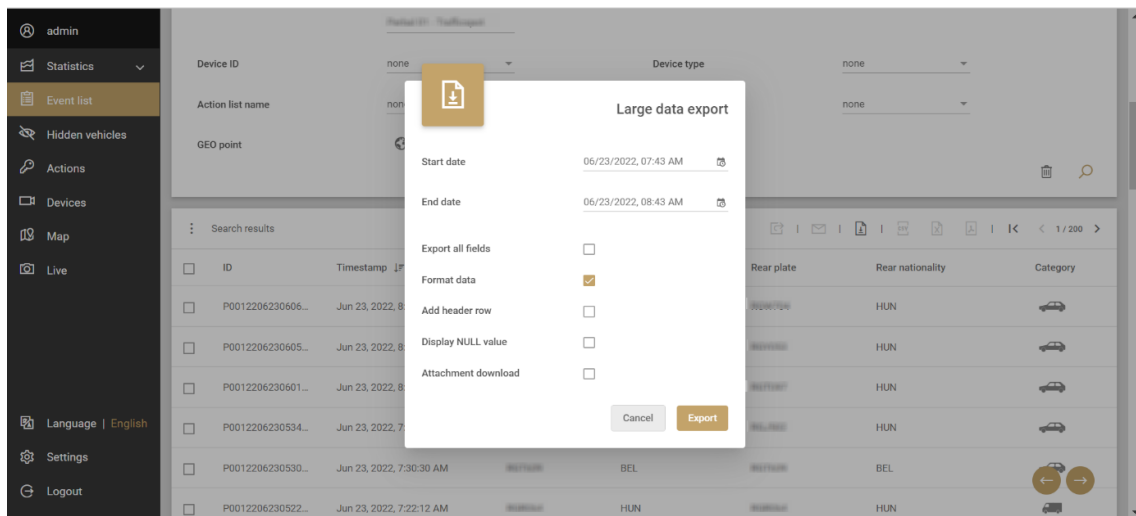 admin
Statistics
Event list
Hidden vehicles
Actions
Devices
Map
Live
Language | English
Settings
Logout
Device ID none Device type none
Action list name non none
GEO point
Large data export
Start date 06/23/2022, 07:43 AM
End date 06/23/2022, 08:43 AM
Export all fields
Format data
Add header row
Display NULL value
Attachment download
Cancel Export
Search results 1 / 200
ID Timestamp Rear plate Rear nationality Category
P0012206230606... Jun 23, 2022, 8: HUN
P0012206230605... Jun 23, 2022, 8: HUN
P0012206230601... Jun 23, 2022, 8: HUN
P0012206230534... Jun 23, 2022, 7: HUN
P0012206230530... Jun 23, 2022, 7:30:30 AM BEL BEL
P0012206230522... Jun 23, 2022, 7:22:12 AM HUN HUN